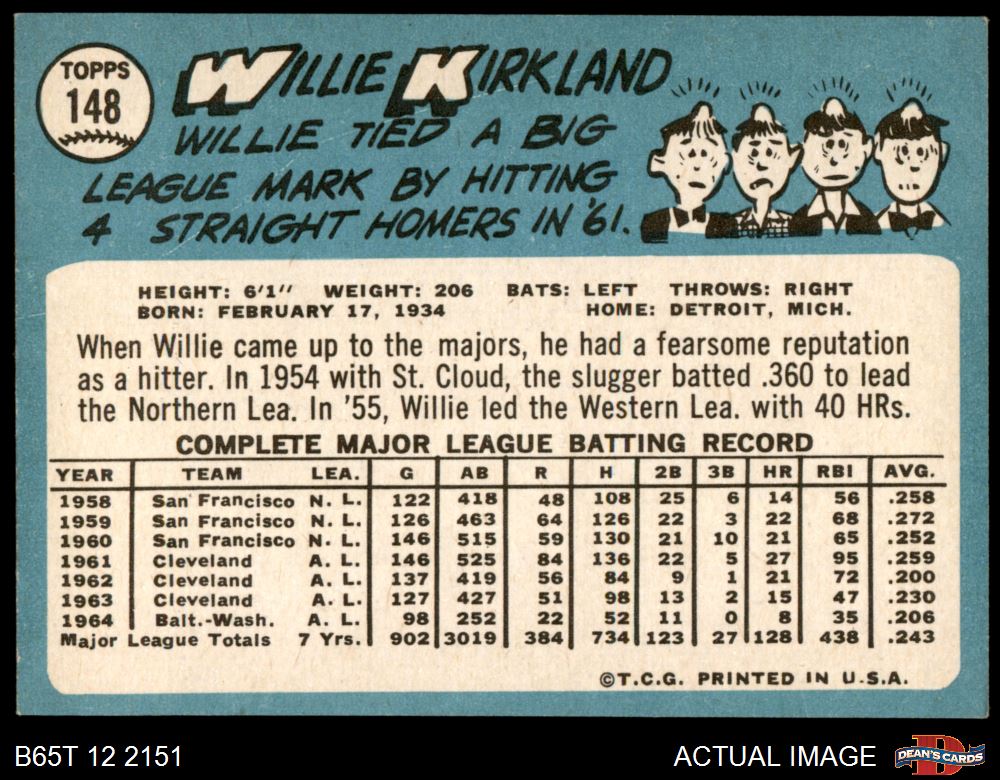 TOPPS
148
WILLIE KIRKLAND
WILLIE TIED A BIG
LEAGUE MARK BY HITTING
4 STRAIGHT HOMERS IN '61.
HEIGHT: 6'1" WEIGHT: 206 BATS: LEFT THROWS: RIGHT
BORN: FEBRUARY 17, 1934 HOME: DETROIT, MICH.
When Willie came up to the majors, he had a fearsome reputation
as a hitter. In 1954 with St. Cloud, the slugger batted .360 to lead
the Northern Lea. In '55, Willie led the Western Lea. with 40 HRs.
COMPLETE MAJOR LEAGUE BATTING RECORD
YEAR TEAM LEA. G AB R H 2B 3B HR RBI AVG.
1958 San Francisco N. L. 122 418 48 108 25 6 14 56 .258
1959 San Francisco N. L. 126 463 64 126 22 3 22 68 .272
1960 San Francisco N. L. 146 515 59 130 21 10 21 65 .252
1961 Cleveland A. L. 146 525 84 136 22 5 27 95 .259
1962 Cleveland A. L. 137 419 56 84 9 1 21 72 .200
1963 Cleveland A. L. 127 427 51 98 13 2 15 47 .230
1964 Balt.-Wash. A. L. 98 252 22 52 11 0 8 35 .206
Major League Totals 7 Yrs. 902 3019 384 734 123 27 128 438 .243
©T.C.G. PRINTED IN U.S.A.
B65T 12 2151 ACTUAL IMAGE DEAN'S CARDS